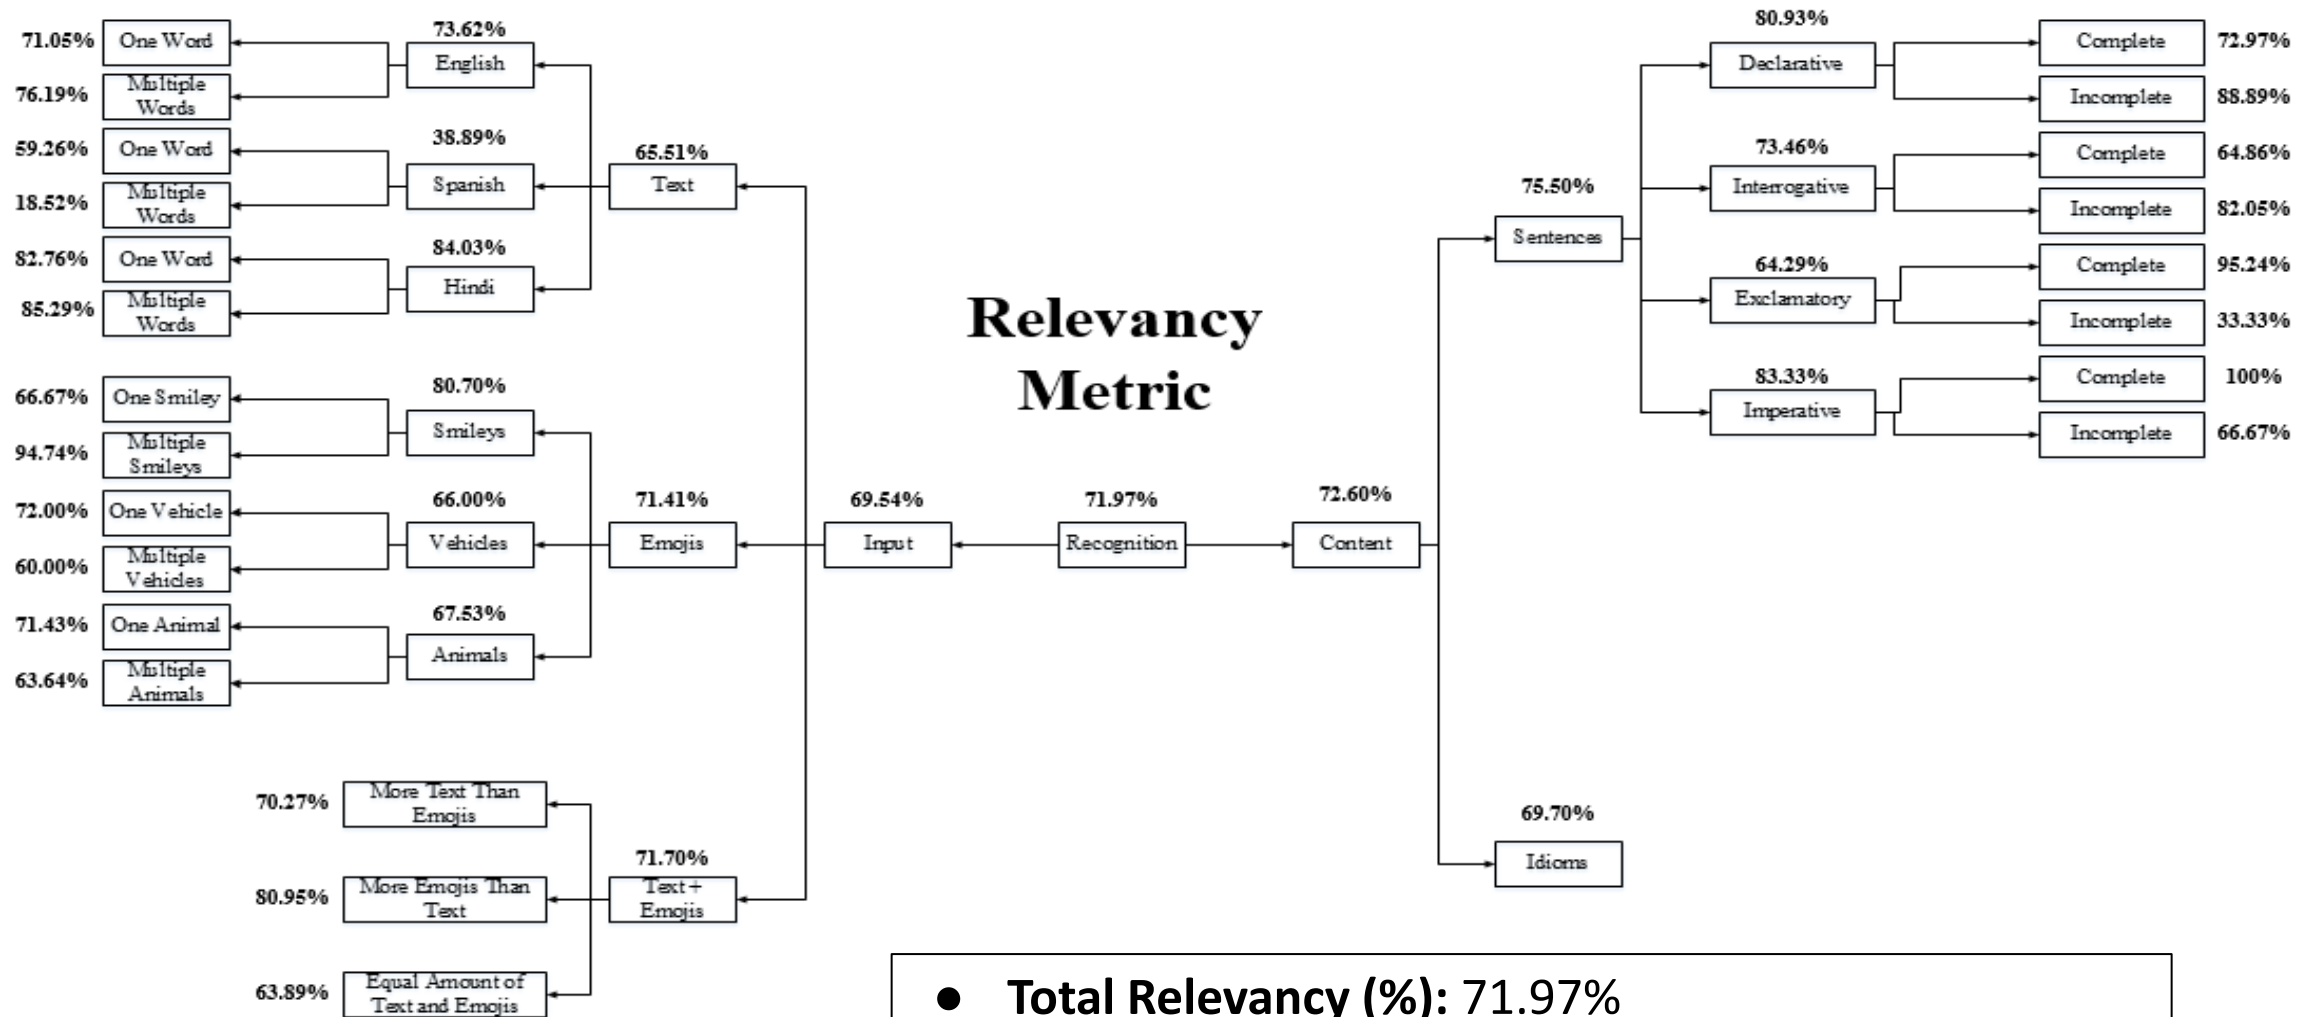 71.05%
One Word
76.19%
Multiple
Words
73.62%
English
59.26%
One Word
18.52%
Multiple
Words
38.89%
Spanish
82.76%
One Word
85.29%
Multiple
Words
84.03%
Hindi
65.51%
Text
66.67%
One Smiley
94.74%
Multiple
Smileys
80.70%
Smileys
72.00%
One Vehicle
60.00%
Multiple
Vehicles
66.00%
Vehicles
71.43%
One Animal
63.64%
Multiple
Animals
67.53%
Animals
71.41%
Emojis
70.27%
More Text Than
Emojis
80.95%
More Emojis Than
Text
63.89%
Equal Amount of
Text and Emojis
71.70%
Text +
Emojis
69.54%
Input
Relevancy
Metric
71.97%
Recognition
72.60%
Content
75.50%
Sentences
80.93%
Declarative
Complete
72.97%
Incomplete
88.89%
73.46%
Interrogative
Complete
64.86%
Incomplete
82.05%
64.29%
Exclamatory
Complete
95.24%
Incomplete
33.33%
83.33%
Imperative
Complete
100%
Incomplete
66.67%
69.70%
Idioms
● Total Relevancy (%): 71.97%